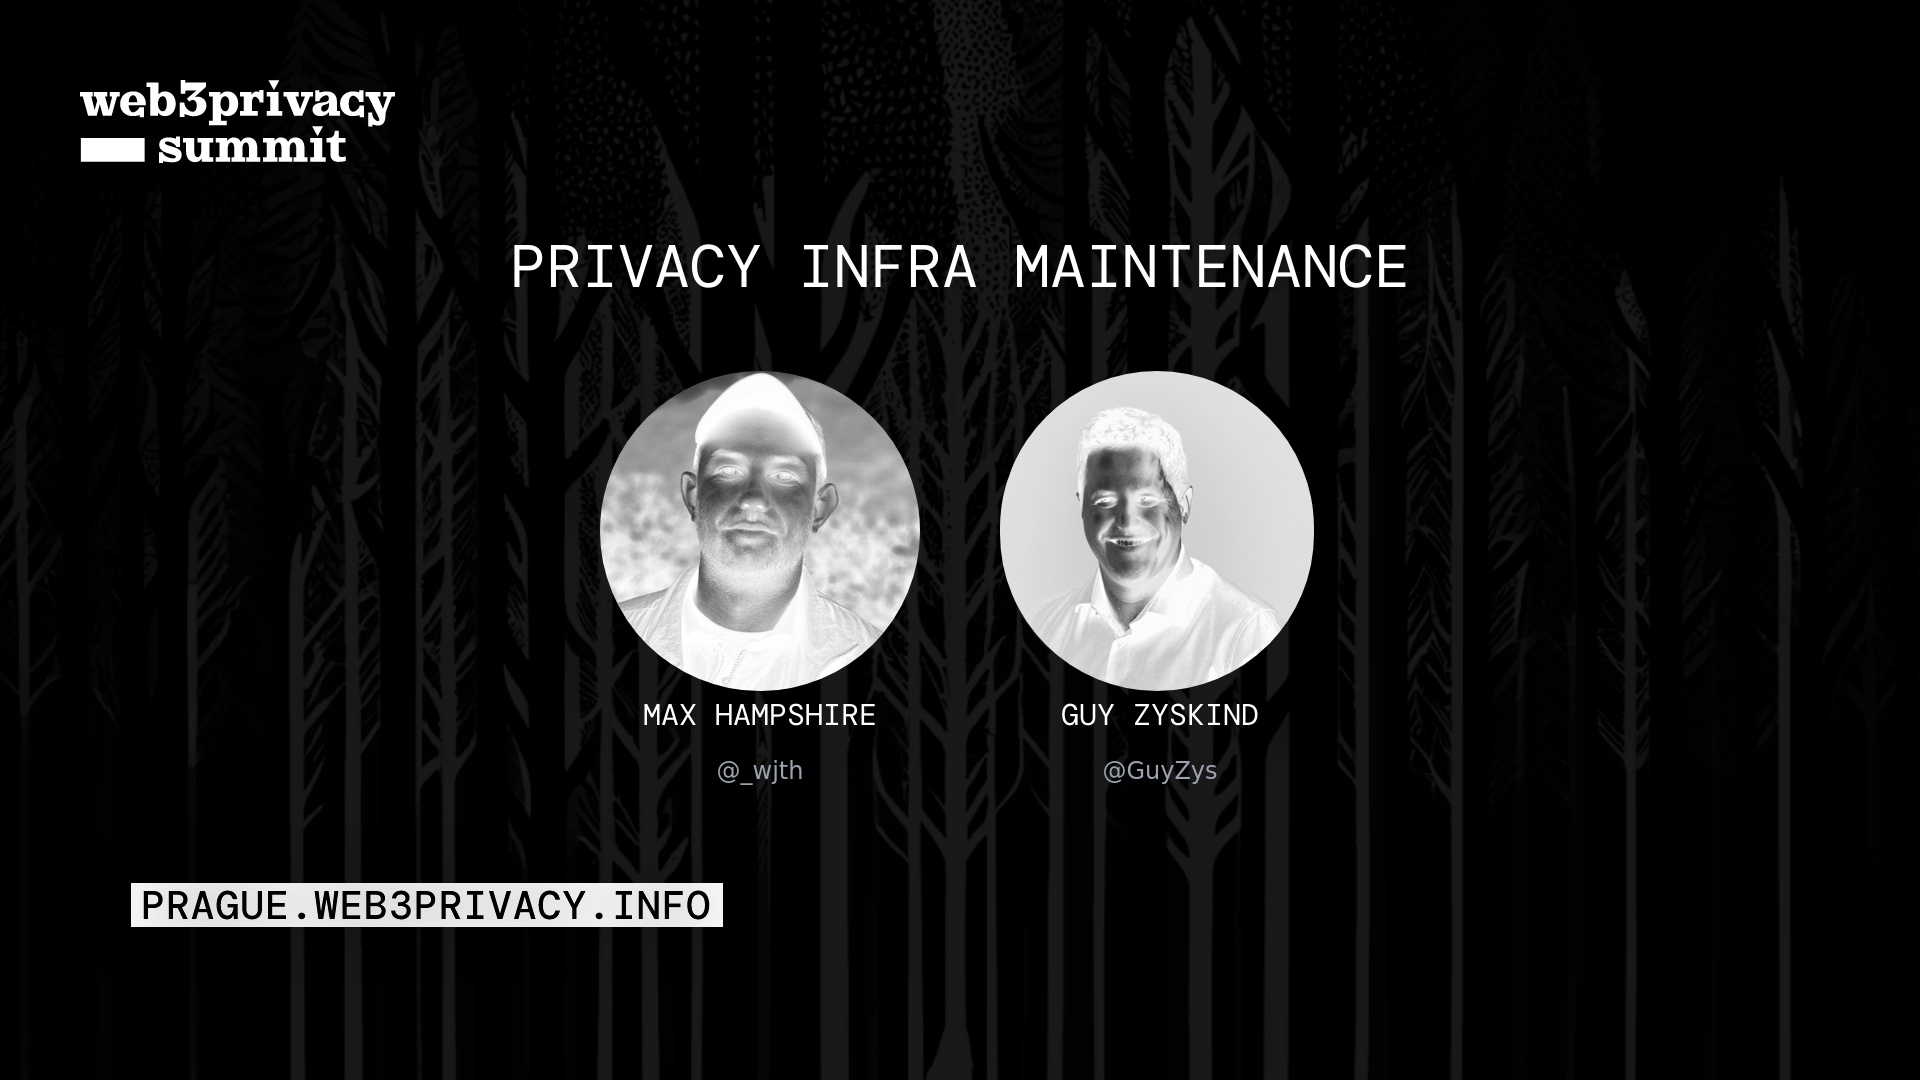 web3privacy
summit
PRIVACY INFRA MAINTENANCE
MAX HAMPSHIRE
GUY ZYSKIND
@_wjth
@GuyZys
PRAGUE.WEB3PRIVACY.INFO